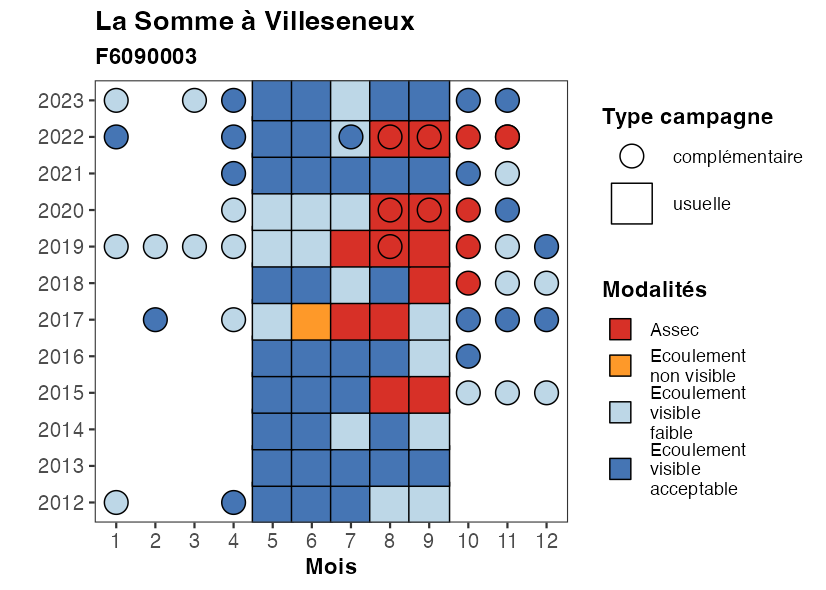 La Somme à Villeseneux
F6090003
2023
2022
2021
2020
2019
2018
2017
2016
2015
2014
2013
2012
1 2 3 4 5 6 7 8 9 10 11 12
Mois
Type campagne
complémentaire
usuelle
Modalités
Assec
Ecoulement
non visible
Ecoulement
visible
faible
Ecoulement
visible
acceptable